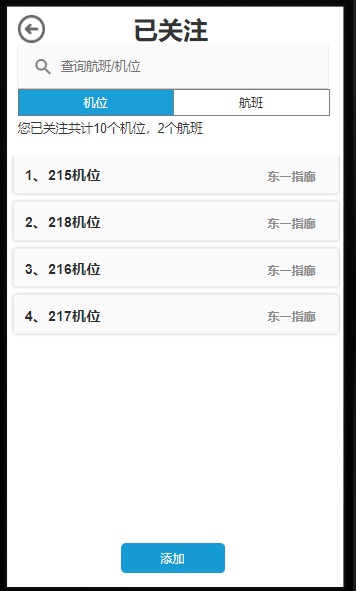 已关注
查询航班/机位
机位 航班
您已关注共计10个机位，2个航班
1、215机位 东一指廊
2、218机位 东一指廊
3、216机位 东一指廊
4、217机位 东一指廊
添加